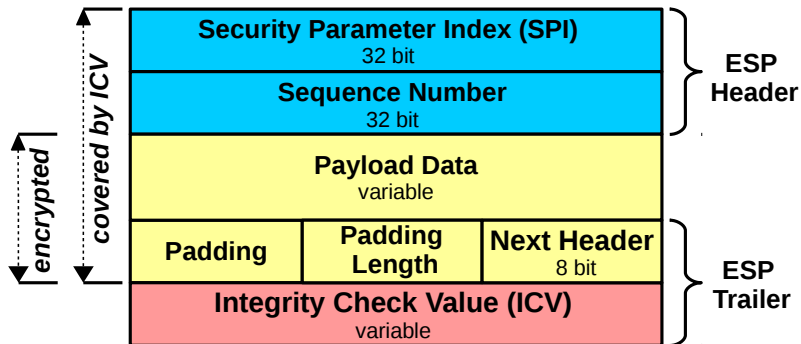 Security Parameter Index (SPI)
32 bit
ESP
Header
Sequence Number
32 bit
covered by ICV
encrypted
Payload Data
variable
Padding
Padding
Length
Next Header
8 bit
ESP
Trailer
Integrity Check Value (ICV)
variable